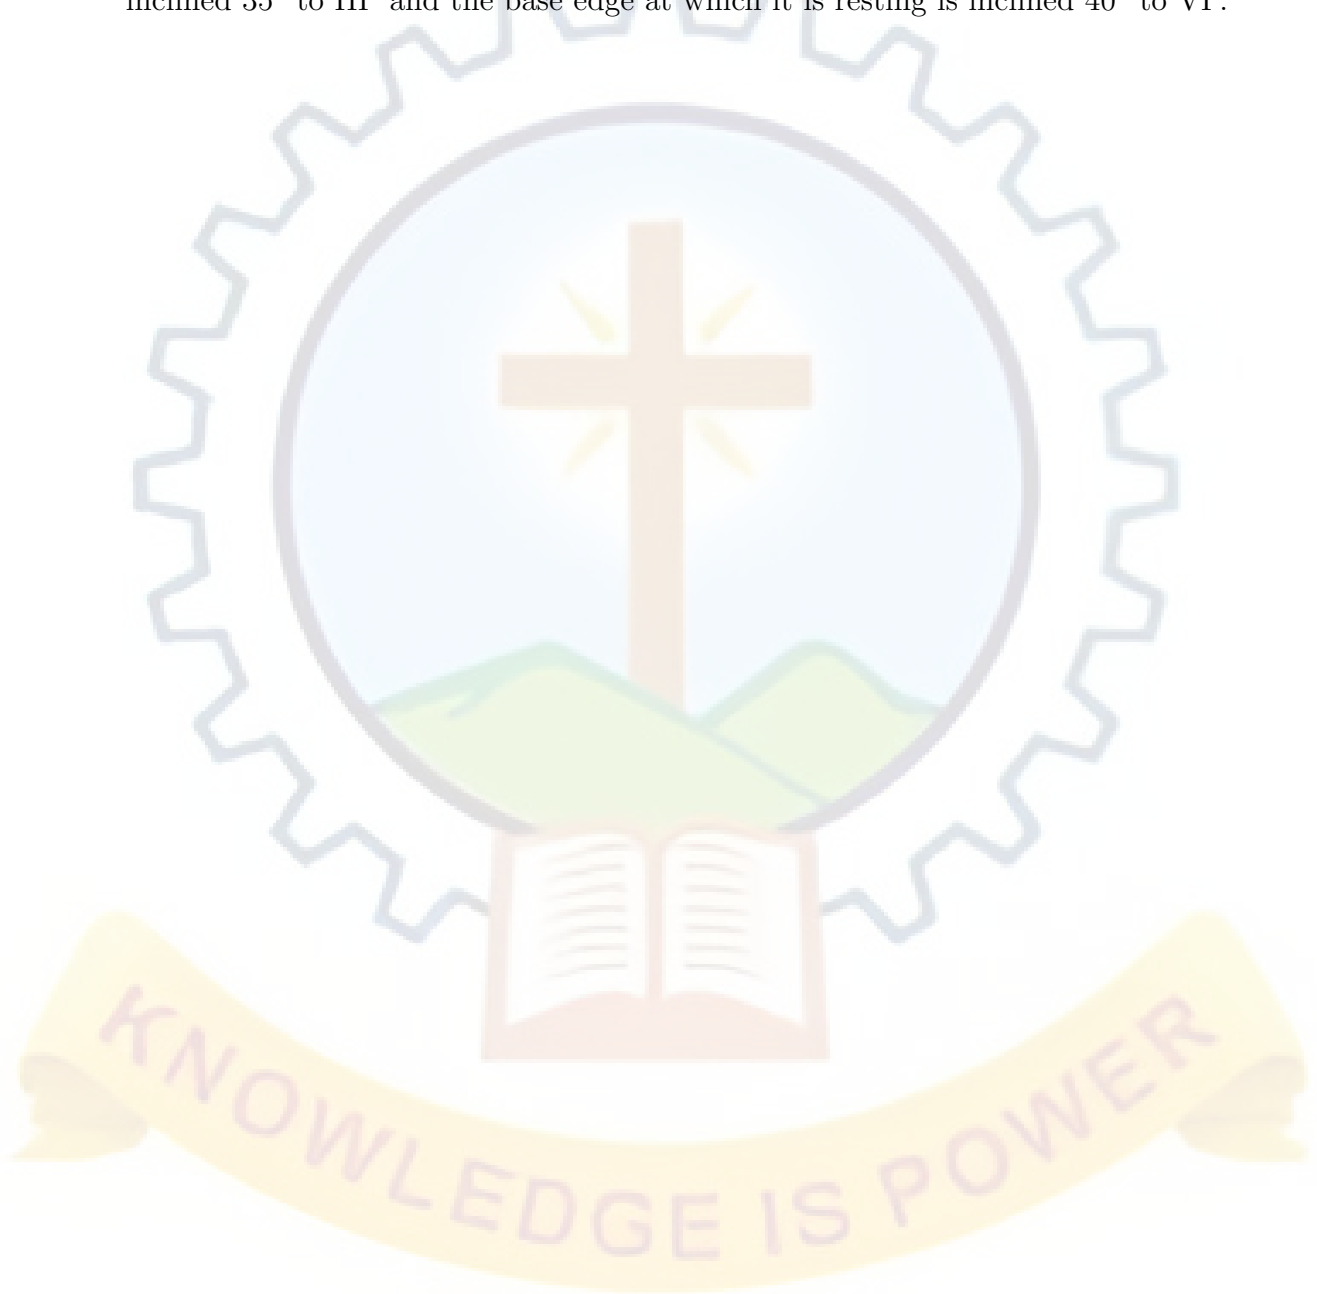 inclined 35° to HP and the base edge at which it is resting is inclined 40° to VP.
KNOWLEDGE IS POWER